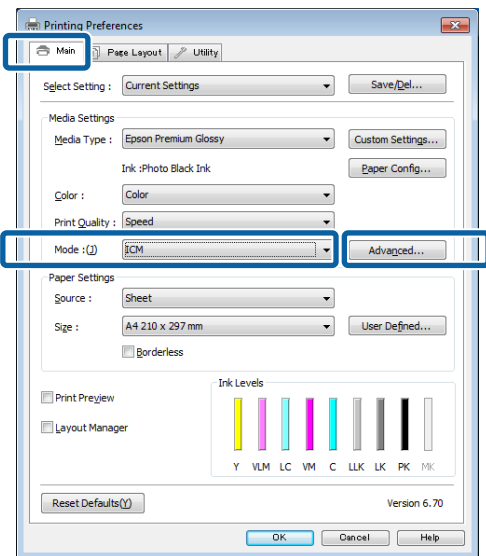 Printing Preferences
Main Page Layout Utility
Select Setting : Current Settings Save/Del...
Media Settings
Media Type : Epson Premium Glossy Custom Settings...
Ink :Photo Black Ink Paper Config...
Color : Color
Print Quality : Speed
Mode :(J) ICM Advanced...
Paper Settings
Source : Sheet
Size : A4 210 x 297 mm User Defined...
Borderless
Ink Levels
Print Preview
Layout Manager
Y VLM LC VM C LLK LK PK MK
Reset Defaults(Y) Version 6.70
OK Cancel Help